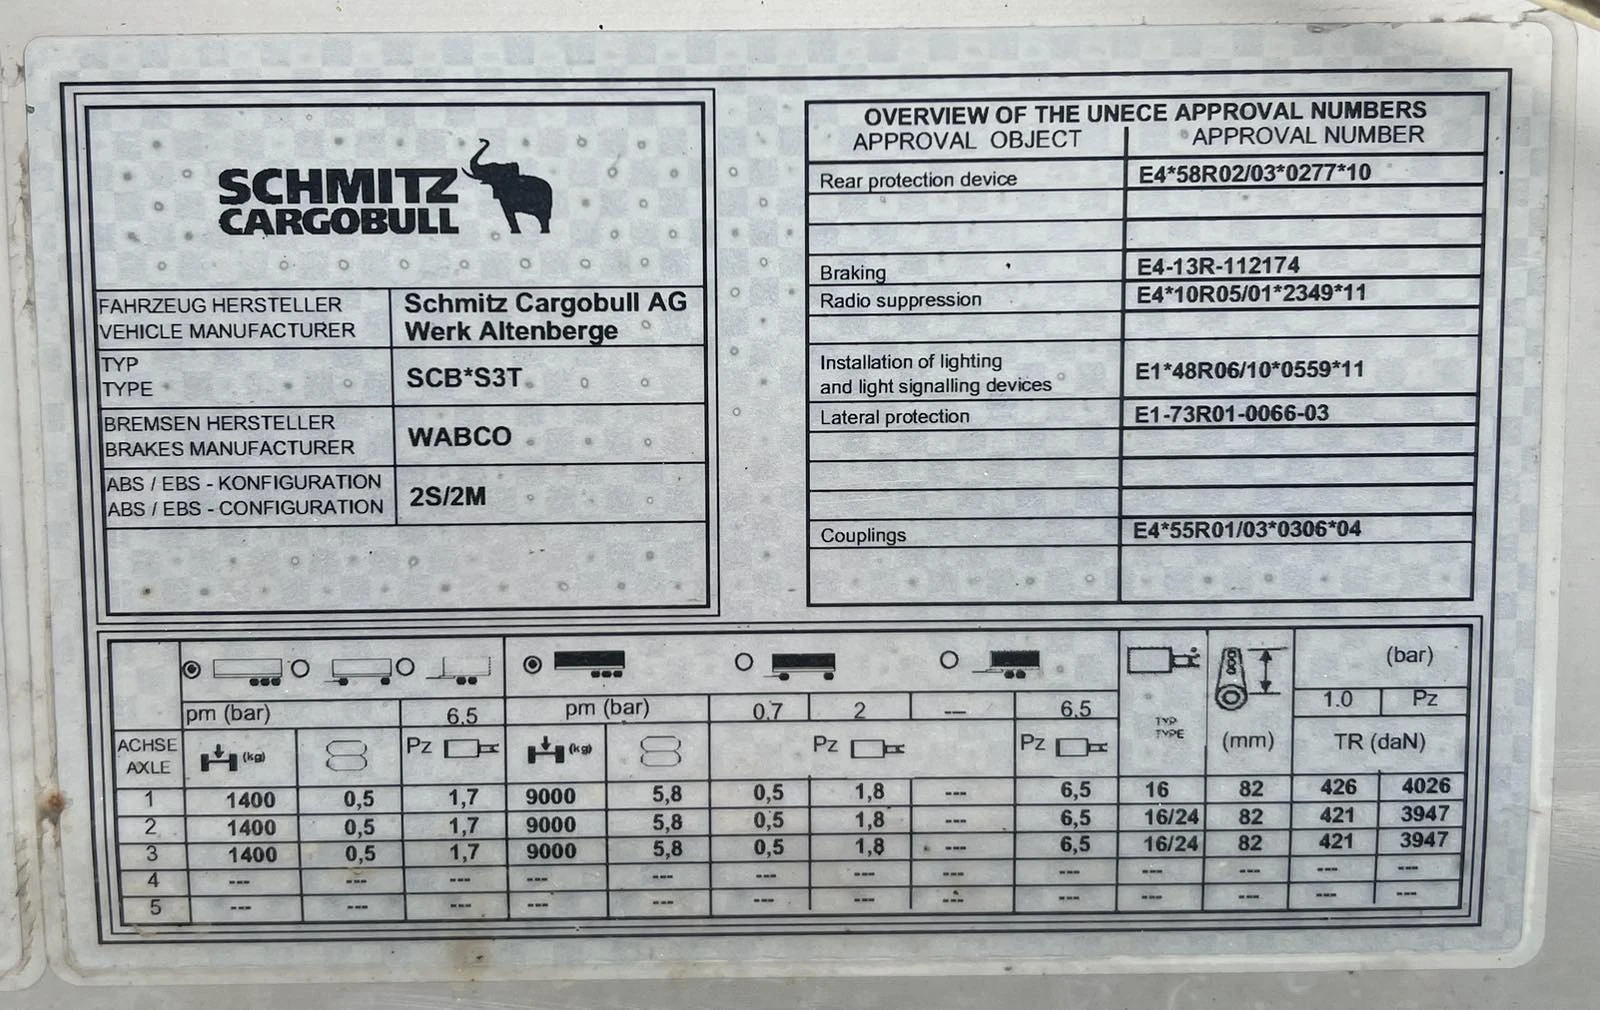 SCHMITZ
CARGOBULL
FAHRZEUG HERSTELLER
VEHICLE MANUFACTURER
Schmitz Cargobull AG
Werk Altenberge
TYP
TYPE
SCB*S3T
BREMSEN HERSTELLER
BRAKES MANUFACTURER
WABCO
ABS / EBS - KONFIGURATION
ABS / EBS - CONFIGURATION
2S/2M
OVERVIEW OF THE UNECE APPROVAL NUMBERS
APPROVAL OBJECT APPROVAL NUMBER
Rear protection device E4*58R02/03*0277*10
Braking E4-13R-112174
Radio suppression E4*10R05/01*2349*11
Installation of lighting
and light signalling devices E1*48R06/10*0559*11
Lateral protection E1-73R01-0066-03
Couplings E4*55R01/03*0306*04
(bar)
pm (bar) 6.5 pm (bar) 0.7 2 --- 6.5 1.0 Pz
TYP
TYPE
ACHSE
AXLE
(kg) Pz (kg) Pz Pz (mm) TR (daN)
1 1400 0,5 1,7 9000 5,8 0,5 1,8 --- 6,5 16 82 426 4026
2 1400 0,5 1,7 9000 5,8 0,5 1,8 --- 6,5 16/24 82 421 3947
3 1400 0,5 1,7 9000 5,8 0,5 1,8 --- 6,5 16/24 82 421 3947
4 --- --- --- --- --- --- --- --- --- --- --- --- ---
5 --- --- --- --- --- --- --- --- --- --- --- --- ---